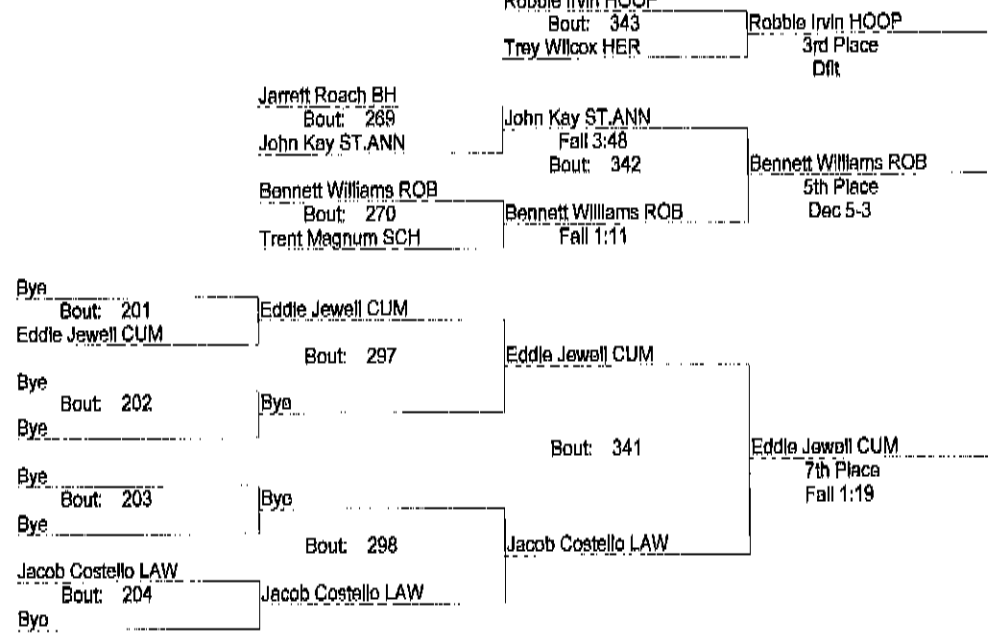 Robbie Irvin HOOP
Bout: 343
Trey Wilcox HER
Robbie Irvin HOOP
3rd Place
Dflt
Jarrett Roach BH
Bout: 269
John Kay ST.ANN
John Kay ST.ANN
Fall 3:48
Bout: 342
Bennett Williams ROB
5th Place
Dec 5-3
Bennett Williams ROB
Bout: 270
Trent Magnum SCH
Bennett Williams ROB
Fall 1:11
Bye
Bout: 201
Eddie Jewell CUM
Eddie Jewell CUM
Bout: 297
Eddie Jewell CUM
Bye
Bout: 202
Bye
Bye
Bout: 341
Eddie Jewell CUM
7th Place
Fall 1:19
Bye
Bout: 203
Bye
Bye
Bout: 298
Jacob Costello LAW
Jacob Costello LAW
Bout: 204
Bye
Jacob Costello LAW